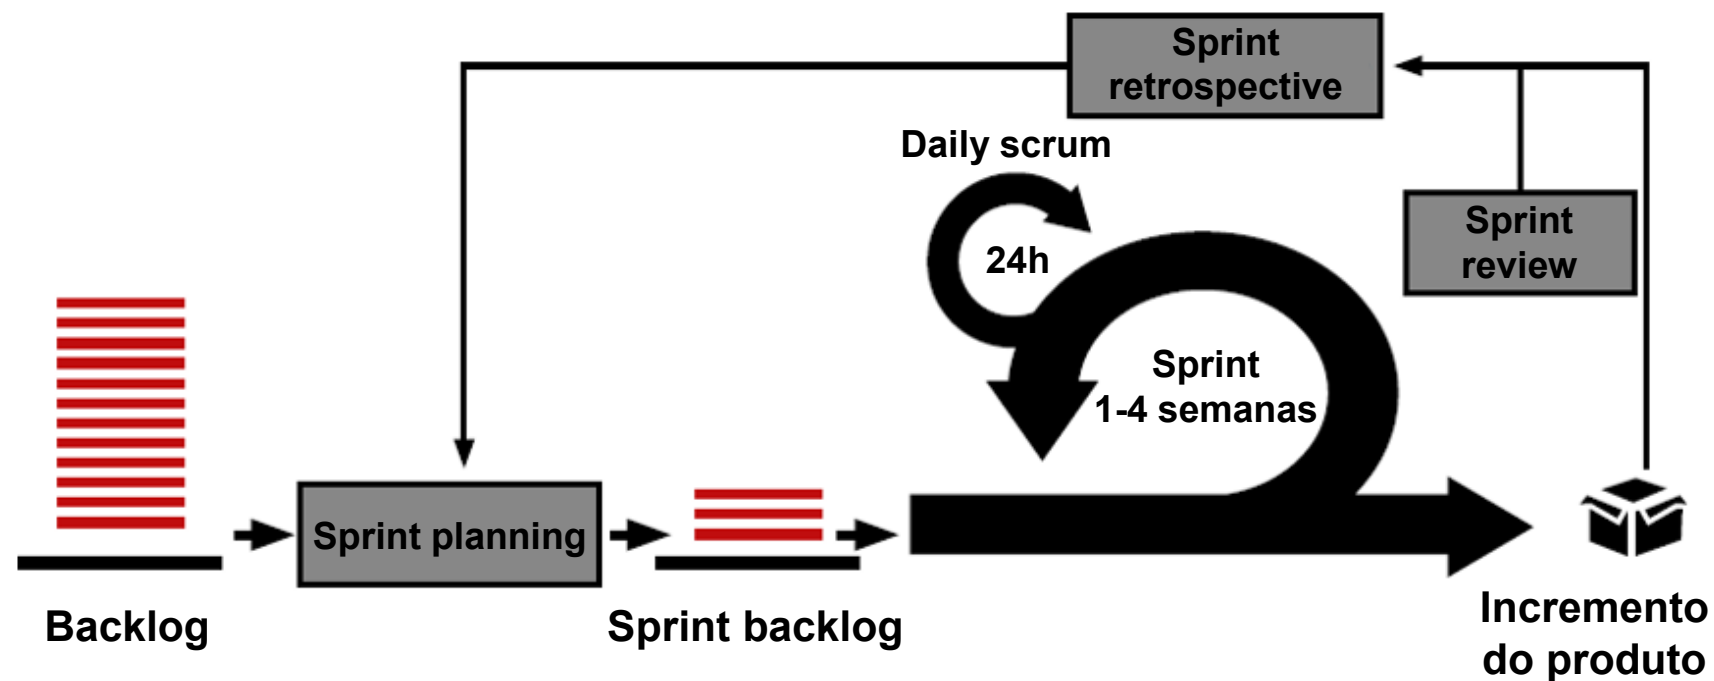 Sprint
retrospective
Daily scrum
24h
Sprint
review
Sprint
1-4 semanas
Sprint planning
Backlog
Sprint backlog
Incremento
do produto